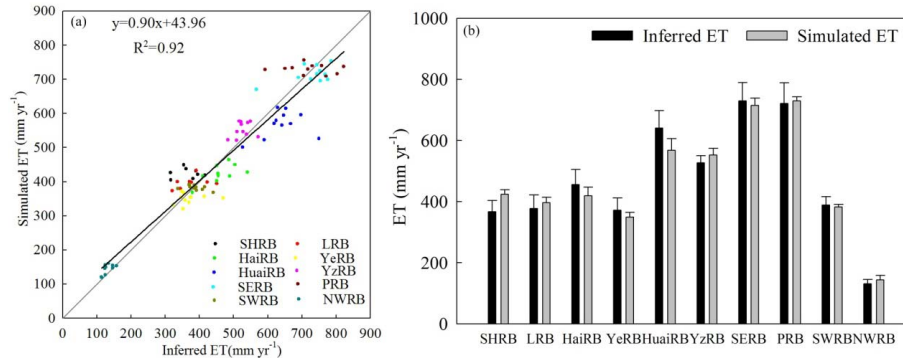 (a)
y=0.90x+43.96
R²=0.92
Simulated ET (mm yr⁻¹)
900
800
700
600
500
400
300
200
100
0
SHRB LRB
HaiRB YeRB
HuaiRB YzRB
SERB PRB
SWRB NWRB
0 100 200 300 400 500 600 700 800 900
Inferred ET(mm yr⁻¹)
(b)
Inferred ET Simulated ET
ET (mm yr⁻¹)
1000
800
600
400
200
0
SHRB LRB HaiRB YeRB HuaiRB YzRB SERB PRB SWRB NWRB